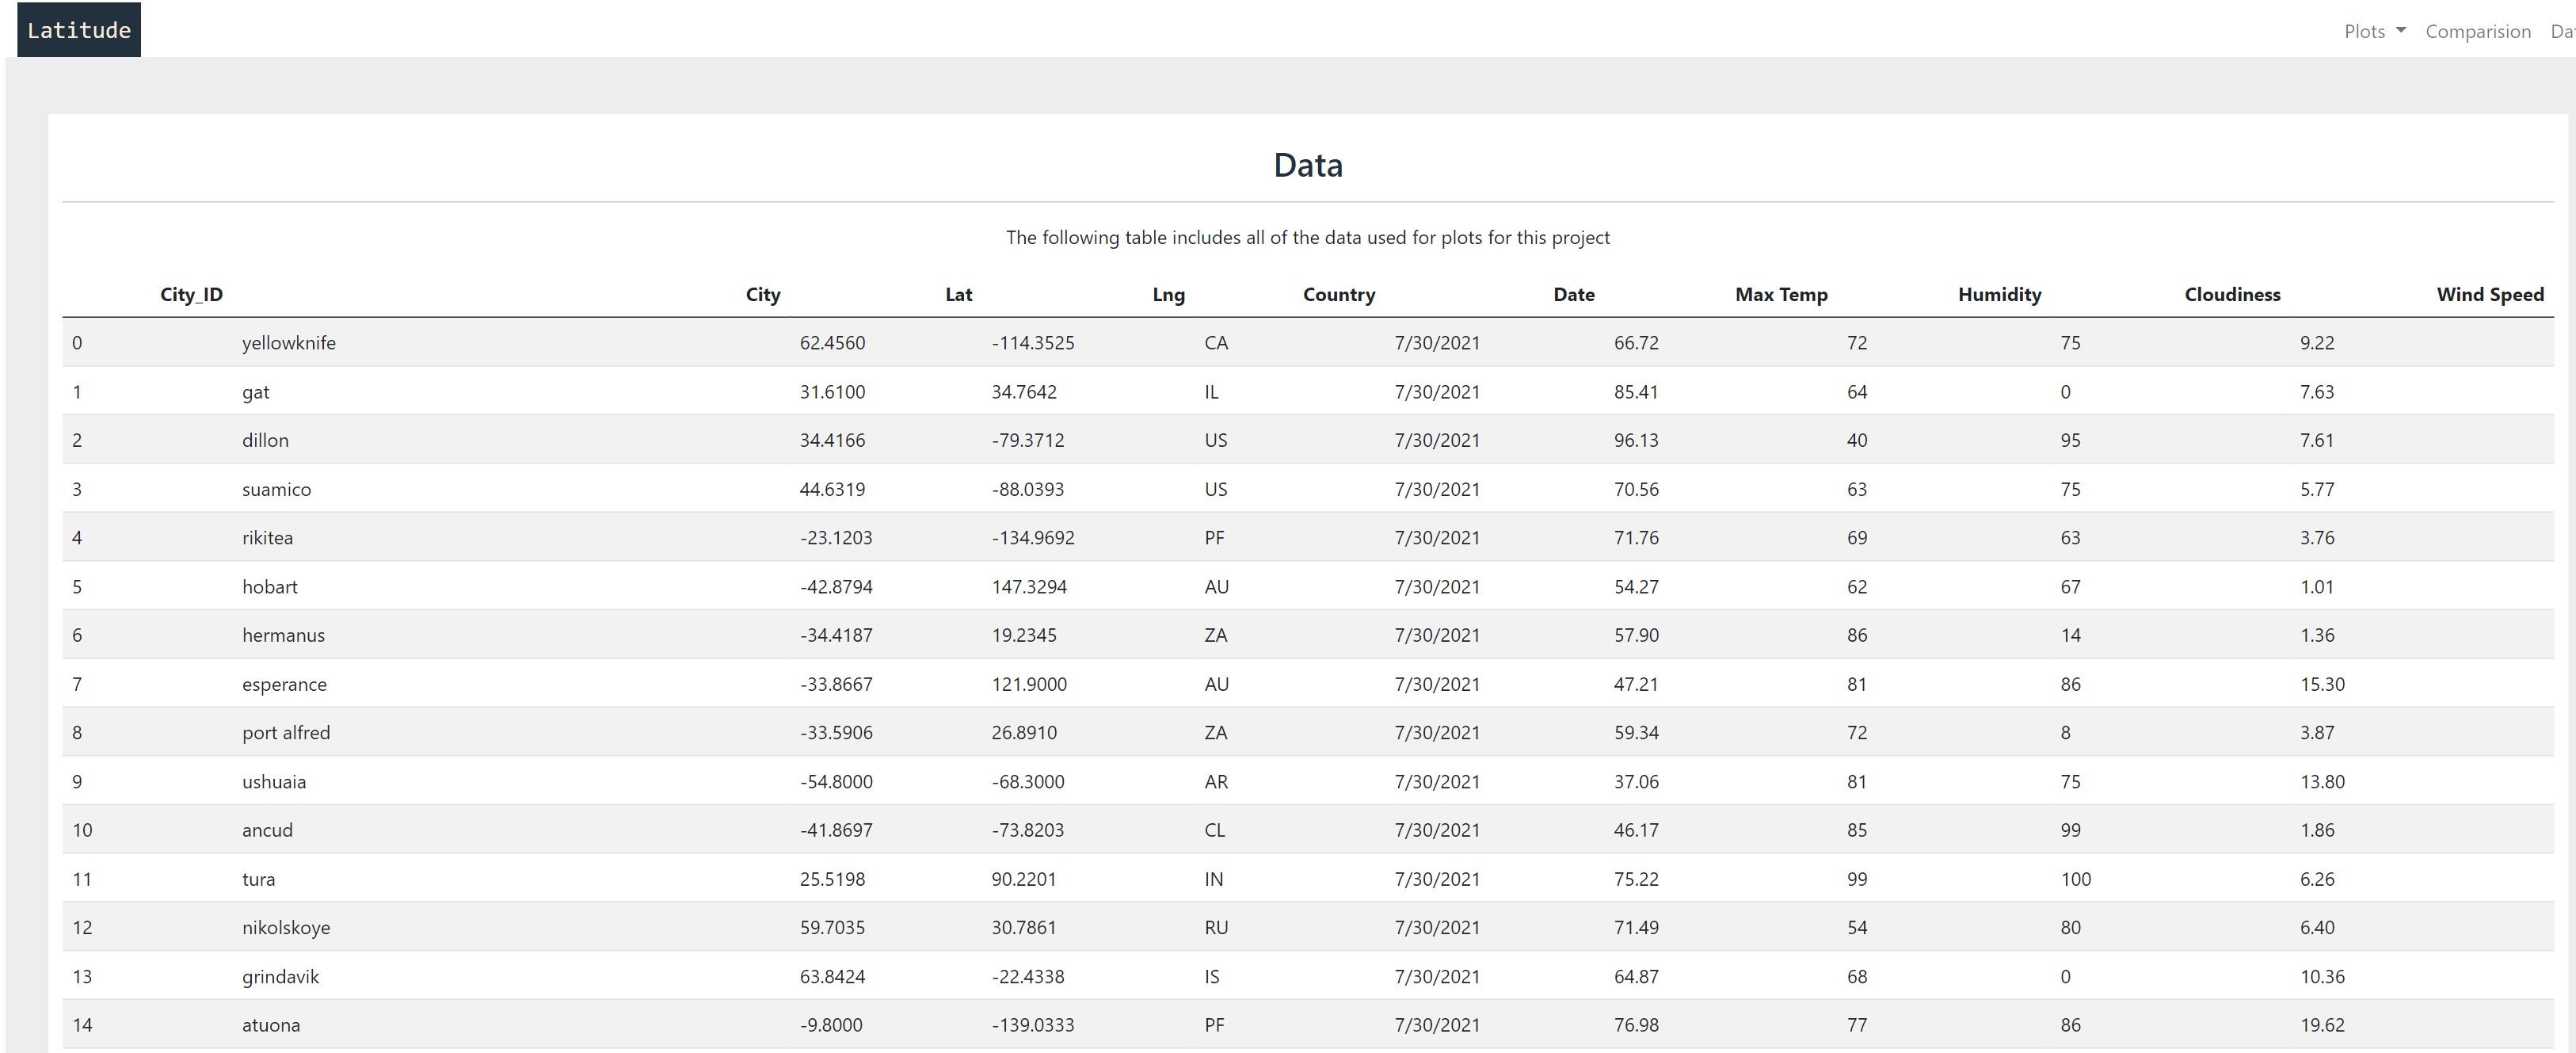 Latitude Plots Comparision
Data
The following table includes all of the data used for plots for this project
City_ID City Lat Lng Country Date Max Temp Humidity Cloudiness Wind Speed
0 yellowknife 62.4560 -114.3525 CA 7/30/2021 66.72 72 75 9.22
1 gat 31.6100 34.7642 IL 7/30/2021 85.41 64 0 7.63
2 dillon 34.4166 -79.3712 US 7/30/2021 96.13 40 95 7.61
3 suamico 44.6319 -88.0393 US 7/30/2021 70.56 63 75 5.77
4 rikitea -23.1203 -134.9692 PF 7/30/2021 71.76 69 63 3.76
5 hobart -42.8794 147.3294 AU 7/30/2021 54.27 62 67 1.01
6 hermanus -34.4187 19.2345 ZA 7/30/2021 57.90 86 14 1.36
7 esperance -33.8667 121.9000 AU 7/30/2021 47.21 81 86 15.30
8 port alfred -33.5906 26.8910 ZA 7/30/2021 59.34 72 8 3.87
9 ushuaia -54.8000 -68.3000 AR 7/30/2021 37.06 81 75 13.80
10 ancud -41.8697 -73.8203 CL 7/30/2021 46.17 85 99 1.86
11 tura 25.5198 90.2201 IN 7/30/2021 75.22 99 100 6.26
12 nikolskoye 59.7035 30.7861 RU 7/30/2021 71.49 54 80 6.40
13 grindavik 63.8424 -22.4338 IS 7/30/2021 64.87 68 0 10.36
14 atuona -9.8000 -139.0333 PF 7/30/2021 76.98 77 86 19.62